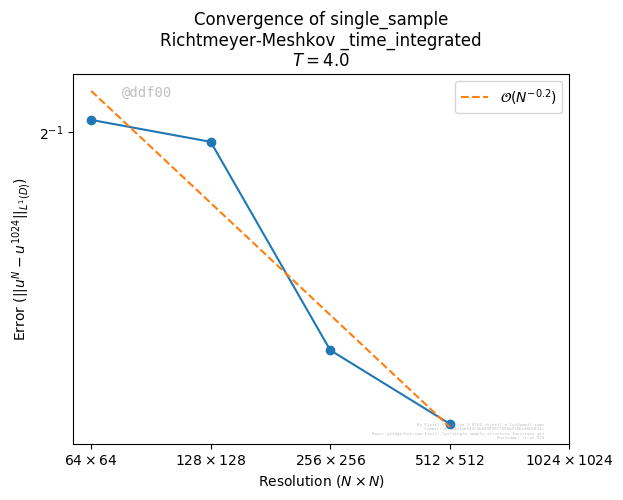 Convergence of single_sample
Richtmeyer-Meshkov _time_integrated
T = 4.0
@ddf00
O(N^{-0.2})
2^{-1}
Error (||u^N − u^{1024}||_{L^1(D)})
64 × 64
128 × 128
256 × 256
512 × 512
1024 × 1024
Resolution (N × N)